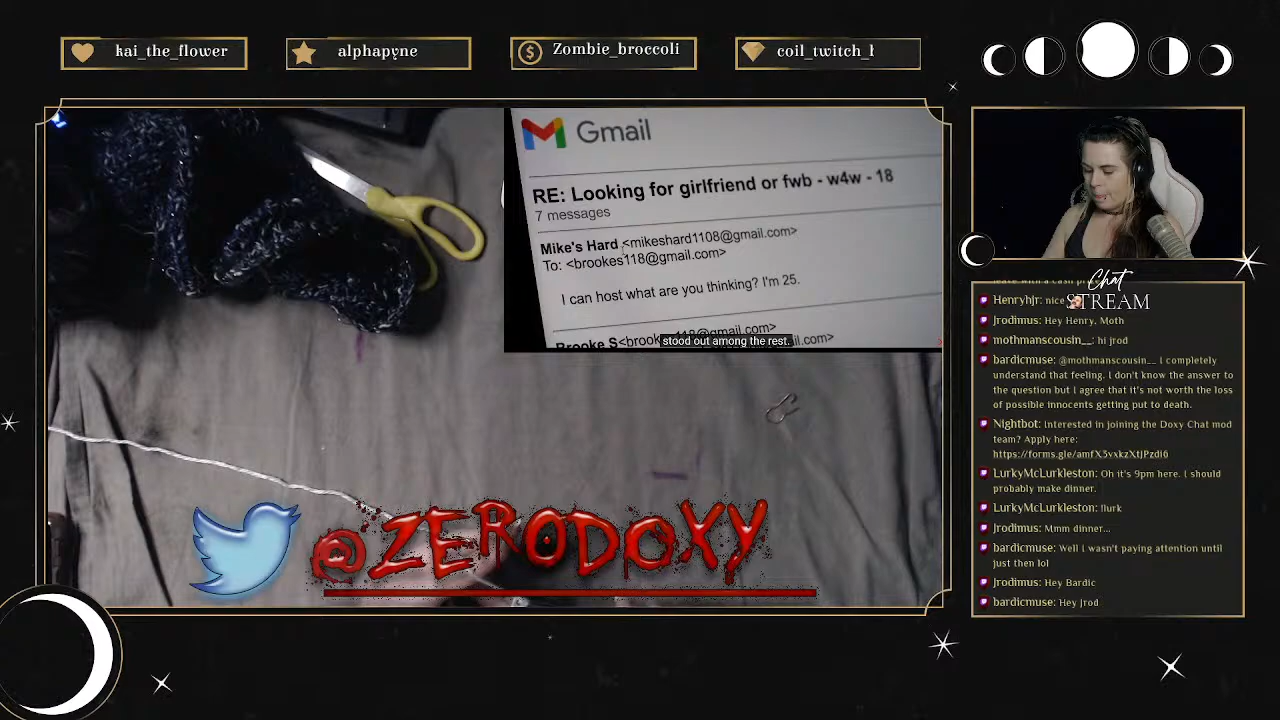 kai_the_flower
alphapyne
Zombie_broccoli
coil_twitch_
Gmail
RE: Looking for girlfriend or fwb - w4w - 18
7 messages
Mike's Hard <mikeshard1108@gmail.com>
To: <brookes118@gmail.com>
I can host what are you thinking? I'm 25.
Brooke S<brookes118@gmail.com>
stood out among the rest.
@ZERODOXY
Chat
STREAM
Henryhjr: nice
Jrodimus: Hey Henry, Moth
mothmanscousin__: hi jrod
bardicmuse: @mothmanscousin__ I completely
understand that feeling. I don't know the answer to
the question but I agree that it's not worth the loss
of possible innocents getting put to death.
Nightbot: Interested in joining the Doxy Chat mod
team? Apply here:
https://forms.gle/amfX5vxkzXtJPzdi6
LurkyMcLurkleston: Oh it's 9pm here. I should
probably make dinner.
LurkyMcLurkleston: !lurk
Jrodimus: Mmm dinner...
bardicmuse: Well I wasn't paying attention until
just then lol
Jrodimus: Hey Bardic
bardicmuse: Hey Jrod